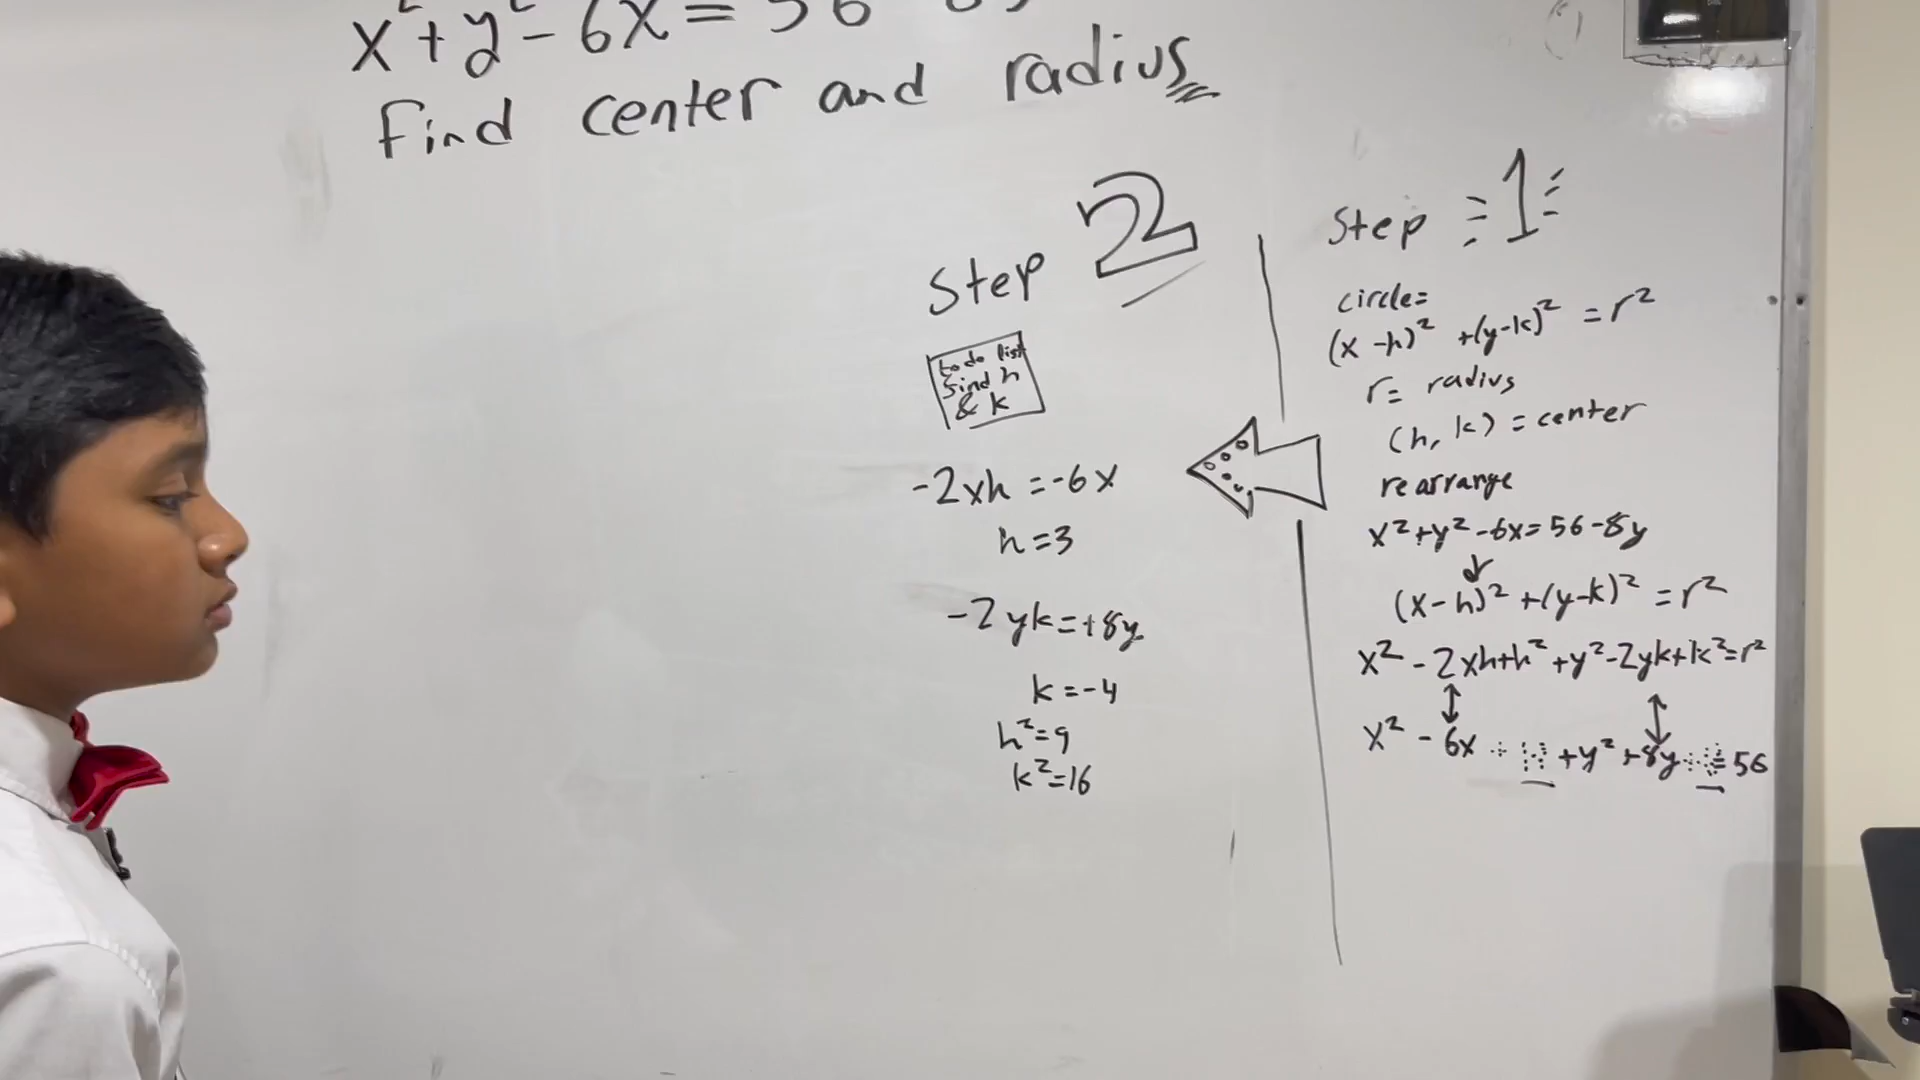 x²+y²-6x=56-8y
Find center and radius
Step 1
circle=
(x-h)²+(y-k)²=r²
r= radius
(h,k)=center
rearrange
x²+y²-6x=56-8y
(x-h)²+(y-k)²=r²
x²-2xh+h²+y²-2yk+k²=r²
x²-6x+ +y²+8y =56
Step 2
to do list
find h
& k
-2xh=-6x
h=3
-2yk=+8y
k=-4
h²=9
k²=16